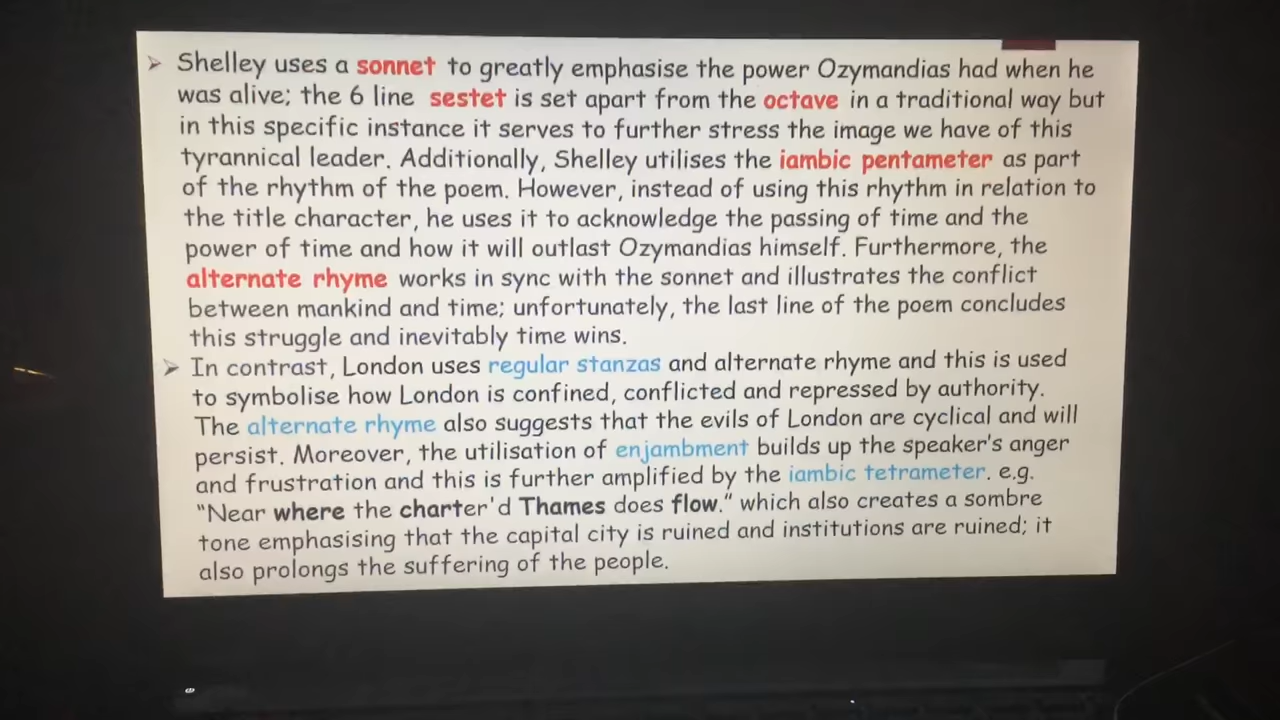 ➢ Shelley uses a sonnet to greatly emphasise the power Ozymandias had when he
was alive; the 6 line sestet is set apart from the octave in a traditional way but
in this specific instance it serves to further stress the image we have of this
tyrannical leader. Additionally, Shelley utilises the iambic pentameter as part
of the rhythm of the poem. However, instead of using this rhythm in relation to
the title character, he uses it to acknowledge the passing of time and the
power of time and how it will outlast Ozymandias himself. Furthermore, the
alternate rhyme works in sync with the sonnet and illustrates the conflict
between mankind and time; unfortunately, the last line of the poem concludes
this struggle and inevitably time wins.
➢ In contrast, London uses regular stanzas and alternate rhyme and this is used
to symbolise how London is confined, conflicted and repressed by authority.
The alternate rhyme also suggests that the evils of London are cyclical and will
persist. Moreover, the utilisation of enjambment builds up the speaker's anger
and frustration and this is further amplified by the iambic tetrameter. e.g.
"Near where the charter'd Thames does flow." which also creates a sombre
tone emphasising that the capital city is ruined and institutions are ruined; it
also prolongs the suffering of the people.